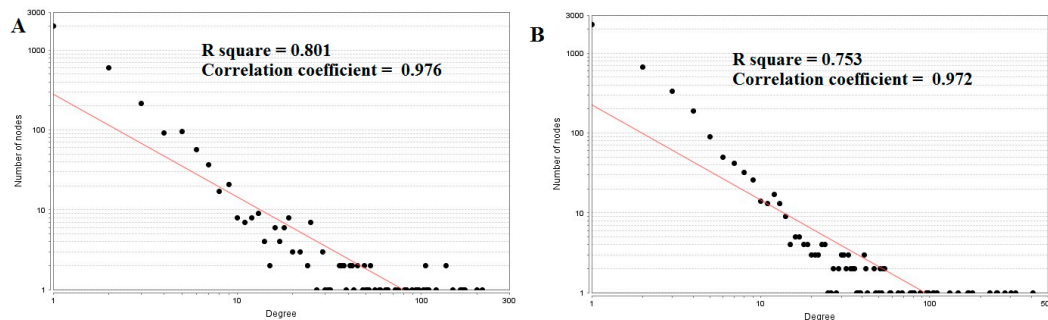 A
3000
1000
100
10
1
Number of nodes
R square = 0.801
Correlation coefficient = 0.976
1
10
100
300
Degree
B
3000
1000
100
10
1
Number of nodes
R square = 0.753
Correlation coefficient = 0.972
1
10
100
500
Degree